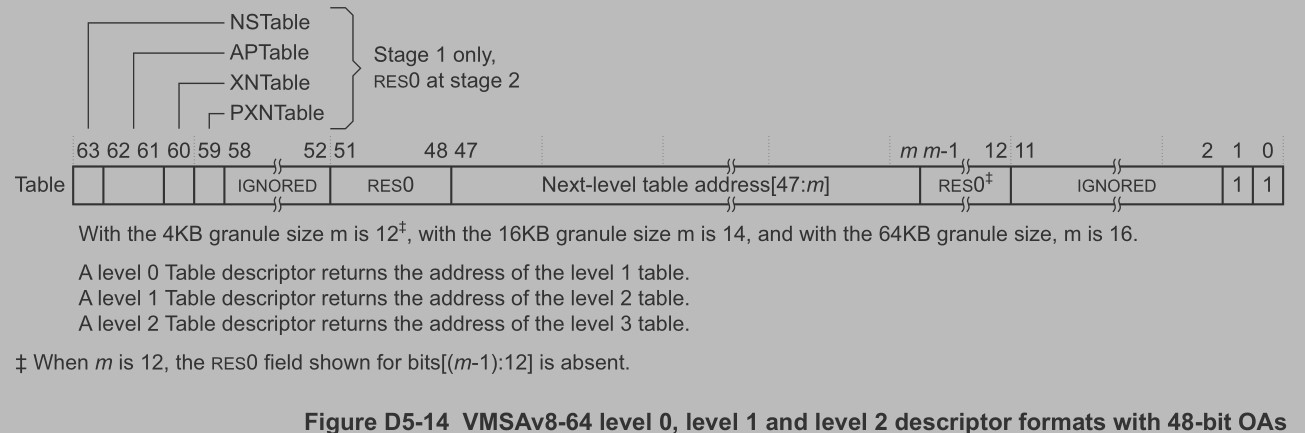 NSTable
APTable
XNTable
PXNTable
Stage 1 only,
RES0 at stage 2
63 62 61 60 59 58 52 51 48 47 m m-1 12 11 2 1 0
Table IGNORED RES0 Next-level table address[47:m] RES0‡ IGNORED 1 1
With the 4KB granule size m is 12‡, with the 16KB granule size m is 14, and with the 64KB granule size, m is 16.
A level 0 Table descriptor returns the address of the level 1 table.
A level 1 Table descriptor returns the address of the level 2 table.
A level 2 Table descriptor returns the address of the level 3 table.
‡ When m is 12, the RES0 field shown for bits[(m-1):12] is absent.
Figure D5-14 VMSAv8-64 level 0, level 1 and level 2 descriptor formats with 48-bit OAs